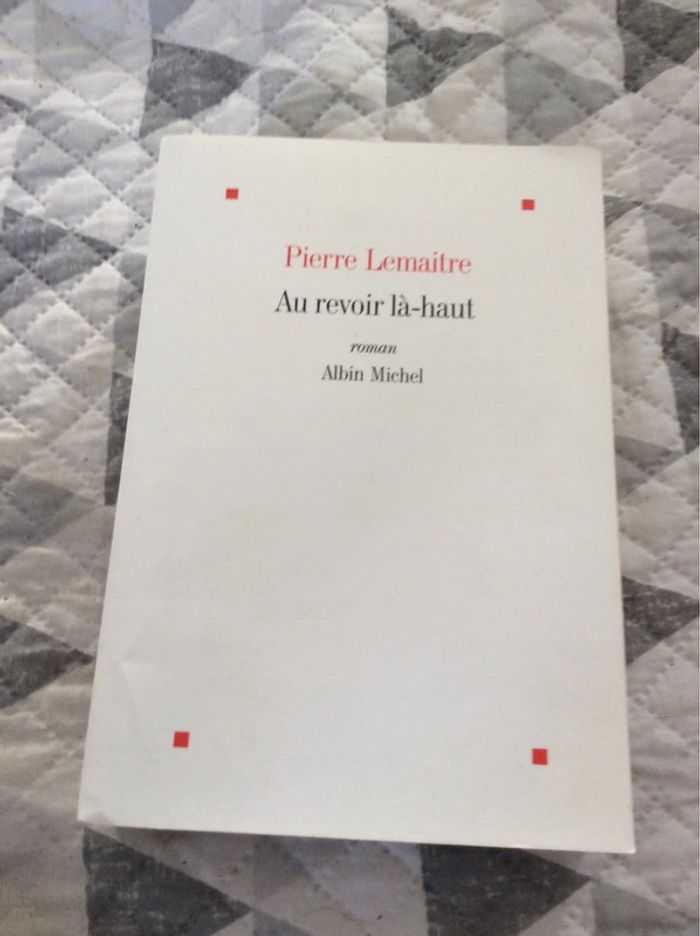 Pierre Lemaitre
Au revoir là-haut
roman
Albin Michel